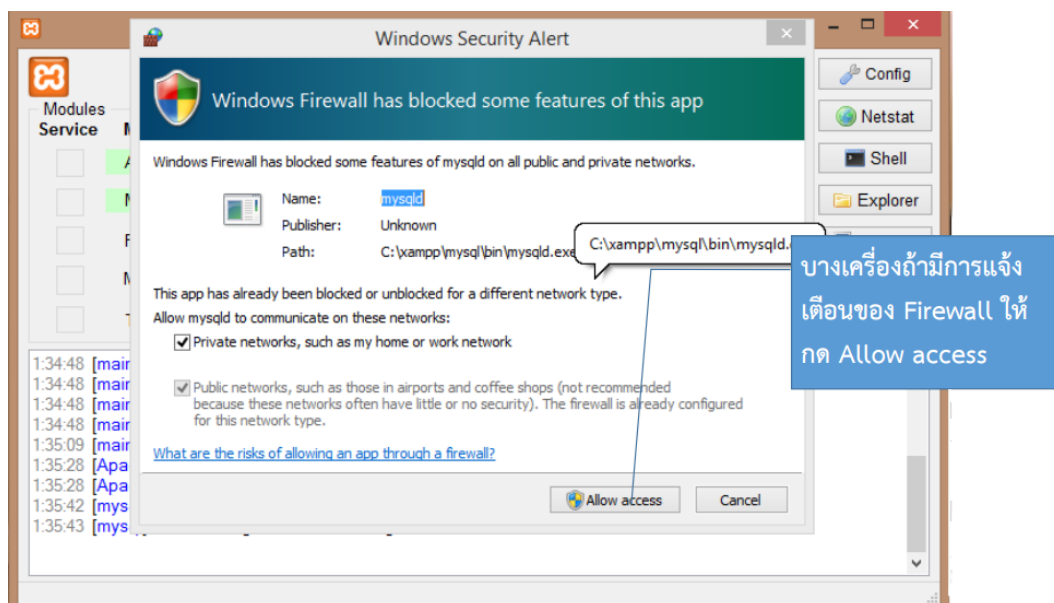 Windows Security Alert
Windows Firewall has blocked some features of this app
Config
Netstat
Shell
Explorer
Modules
Service
Windows Firewall has blocked some features of mysqld on all public and private networks.
Name: mysqld
Publisher: Unknown
Path: C:\xampp\mysql\bin\mysqld.exe
C:\xampp\mysql\bin\mysqld.
This app has already been blocked or unblocked for a different network type.
Allow mysqld to communicate on these networks:
Private networks, such as my home or work network
Public networks, such as those in airports and coffee shops (not recommended
because these networks often have little or no security). The firewall is already configured
for this network type.
What are the risks of allowing an app through a firewall?
Allow access
Cancel
บางเครื่องถ้ามีการแจ้ง
เตือนของ Firewall ให้
กด Allow access
1:34:48 [main
1:34:48 [main
1:34:48 [main
1:34:48 [main
1:35:09 [main
1:35:28 [Apa
1:35:28 [Apa
1:35:42 [mys
1:35:43 [mys